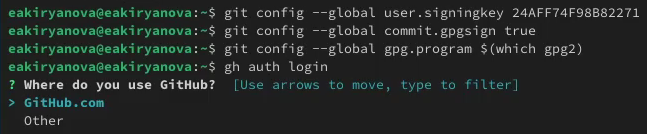 eakiryanova@eakiryanova:~$ git config --global user.signingkey 24AFF74F98B82271
eakiryanova@eakiryanova:~$ git config --global commit.gpgsign true
eakiryanova@eakiryanova:~$ git config --global gpg.program $(which gpg2)
eakiryanova@eakiryanova:~$ gh auth login
? Where do you use GitHub?  [Use arrows to move, type to filter]
> GitHub.com
  Other